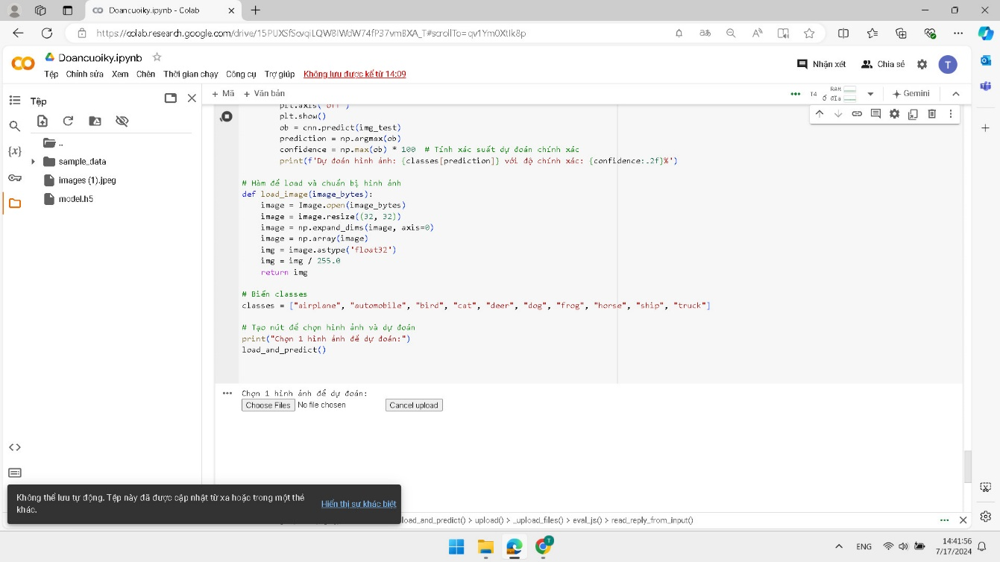 Doancuoiky.ipynb - Colab
https://colab.research.google.com/drive/15PUXSfScvqiLQW8IWdW74fP37vmBXA_T#scrollTo=qv1Ym0XtIk8p
Doancuoiky.ipynb
Tệp Chỉnh sửa Xem Chèn Thời gian chạy Công cụ Trợ giúp Không lưu được kể từ 14:09
Nhận xét Chia sẻ T
Tệp
+ Mã + Văn bản
T4 RAM Ổ đĩa Gemini
..
sample_data
images (1).jpeg
model.h5
plt.axis('off')
plt.show()
ob = cnn.predict(img_test)
prediction = np.argmax(ob)
confidence = np.max(ob) * 100 # Tính xác suất dự đoán chính xác
print(f'Dự đoán hình ảnh: {classes[prediction]} với độ chính xác: {confidence:.2f}%')
# Hàm để load và chuẩn bị hình ảnh
def load_image(image_bytes):
image = Image.open(image_bytes)
image = image.resize((32, 32))
image = np.expand_dims(image, axis=0)
image = np.array(image)
img = image.astype('float32')
img = img / 255.0
return img
# Biến classes
classes = ["airplane", "automobile", "bird", "cat", "deer", "dog", "frog", "horse", "ship", "truck"]
# Tạo nút để chọn hình ảnh và dự đoán
print("Chọn 1 hình ảnh để dự đoán:")
load_and_predict()
Chọn 1 hình ảnh để dự đoán:
Choose Files No file chosen Cancel upload
Không thể lưu tự động. Tệp này đã được cập nhật từ xa hoặc trong một thẻ
khác.
Hiển thị sự khác biệt
load_and_predict() > upload() > _upload_files() > eval_js() > read_reply_from_input()
ENG
14:41:56
7/17/2024